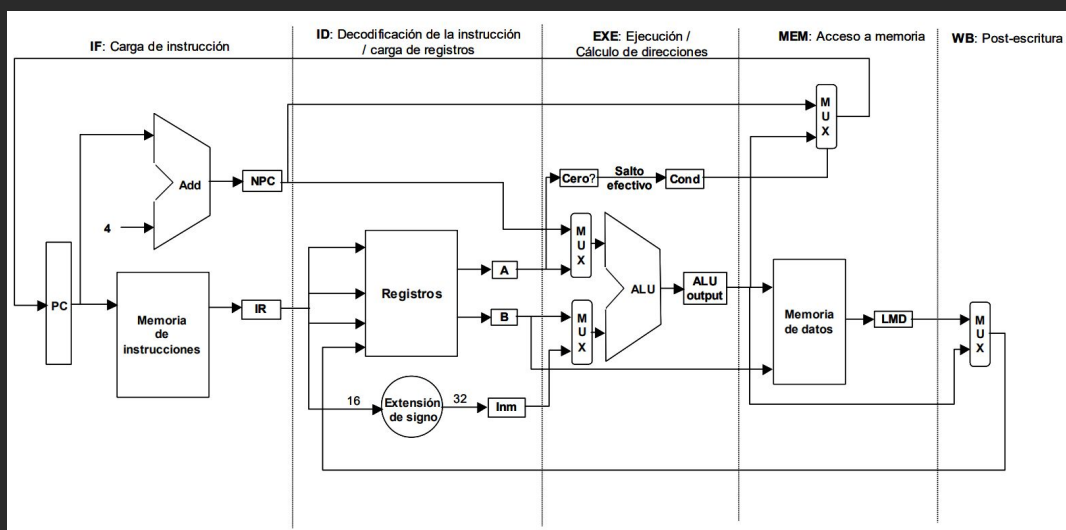 IF: Carga de instrucción
ID: Decodificación de la instrucción
/ carga de registros
EXE: Ejecución /
Cálculo de direcciones
MEM: Acceso a memoria
WB: Post-escritura
M
U
X
Add
NPC
4
Cero?
Salto
efectivo
Cond
PC
Memoria
de
instrucciones
IR
Registros
A
B
M
U
X
M
U
X
ALU
ALU
output
Memoria
de datos
LMD
M
U
X
16
Extensión
de signo
32
Inm